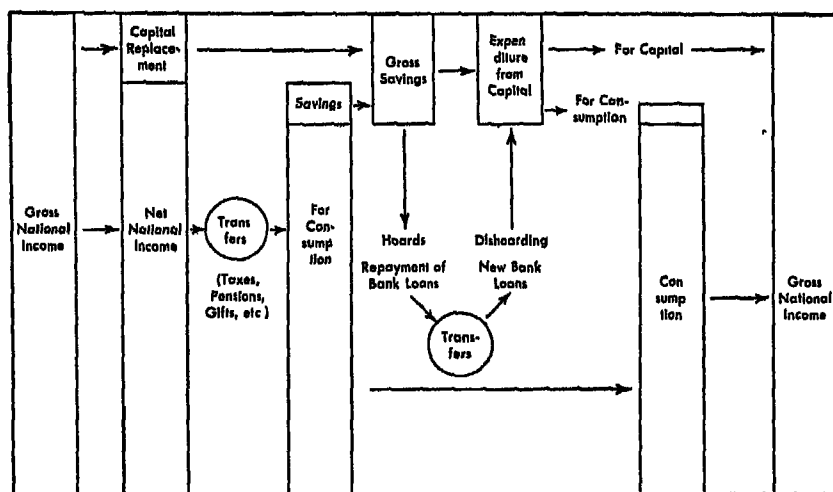 Capital
Replace-
ment
Gross
Savings
Expen
diture
from
Capital
For Capital
Savings
For Con-
sumption
Gross
National
Income
Net
National
Income
Trans
fers
(Taxes,
Pensions,
Gifts, etc)
For
Con-
sump
tion
Hoards
Repayment of
Bank Loans
Dishoarding
New Bank
Loans
Trans-
fers
Con
sump
tion
Gross
National
Income